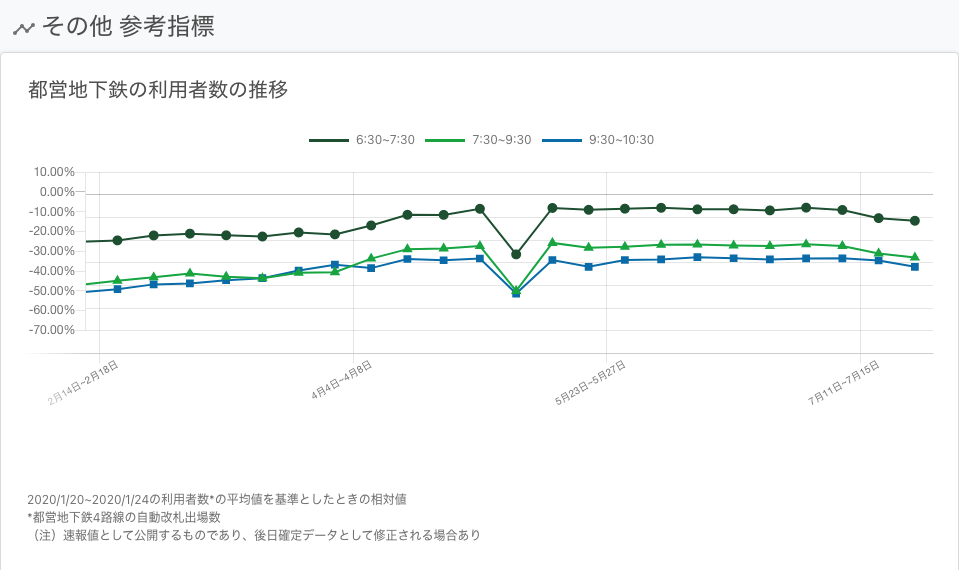 その他 参考指標
都営地下鉄の利用者数の推移
6:30~7:30 7:30~9:30 9:30~10:30
10.00%
0.00%
-10.00%
-20.00%
-30.00%
-40.00%
-50.00%
-60.00%
-70.00%
2月14日~2月18日 4月4日~4月8日 5月23日~5月27日 7月11日~7月15日
2020/1/20~2020/1/24の利用者数*の平均値を基準としたときの相対値
*都営地下鉄4路線の自動改札出場数
（注）速報値として公開するものであり、後日確定データとして修正される場合あり